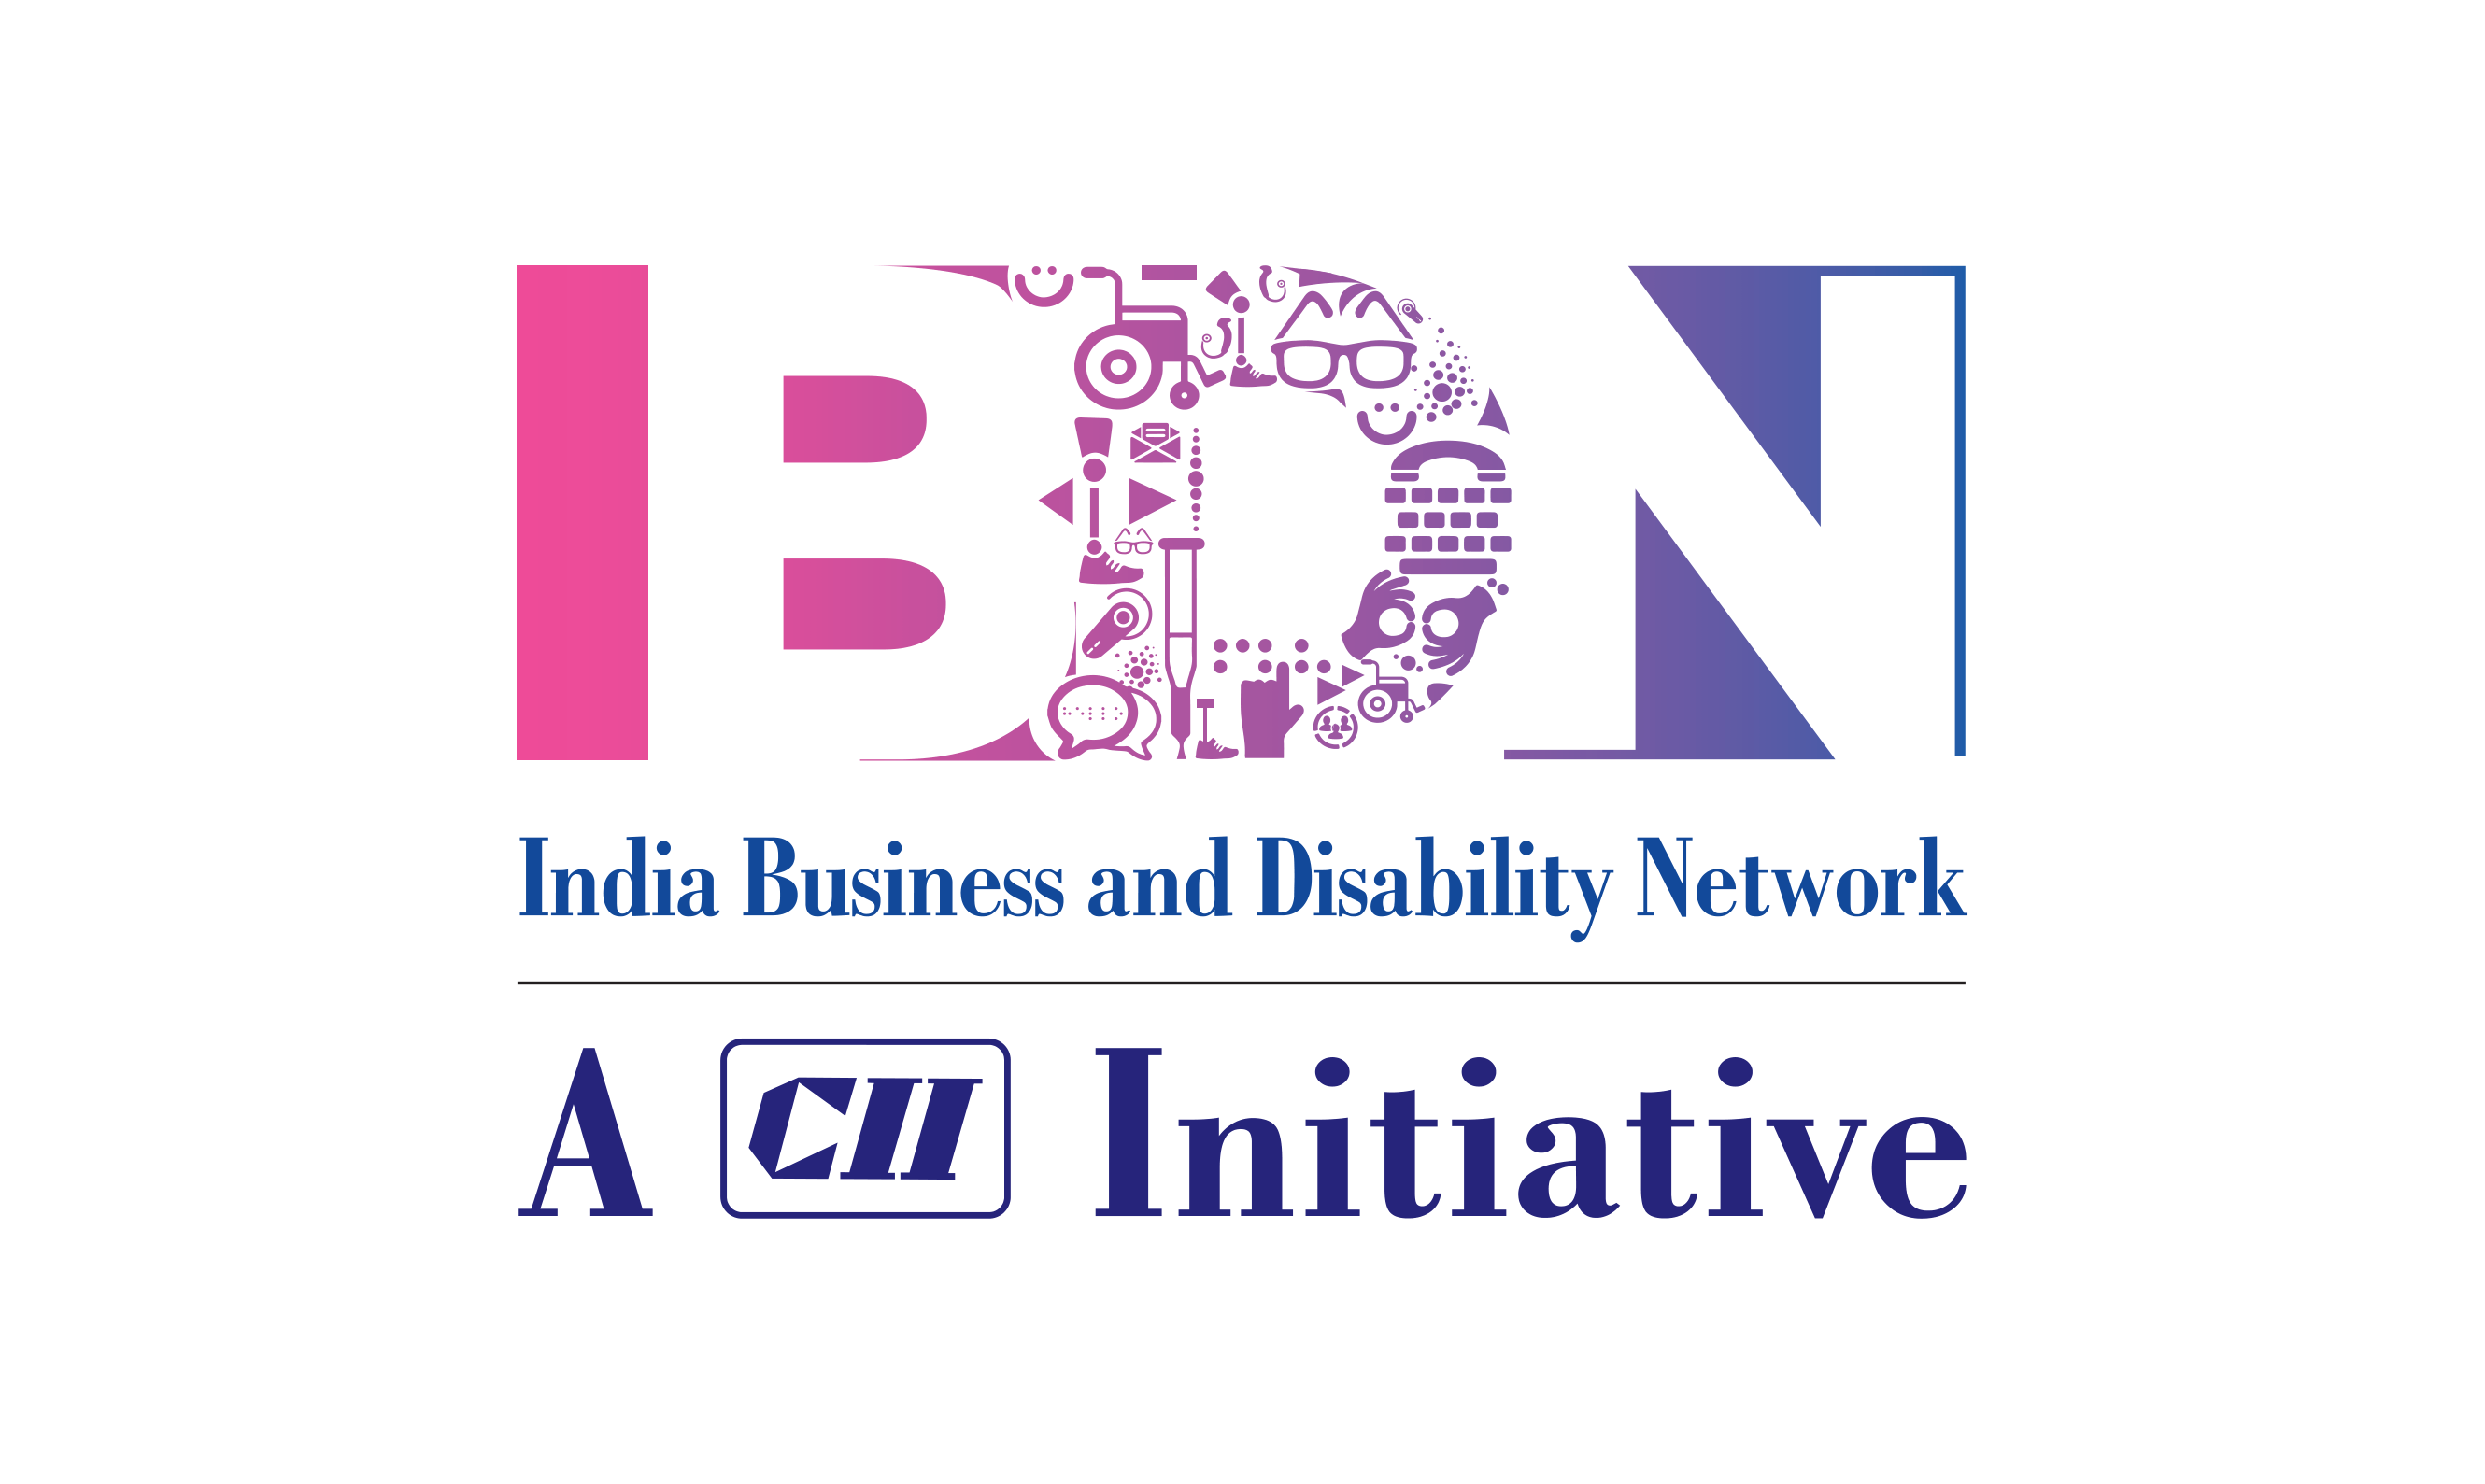 IBDN
India Business and Disability Network
A CII Initiative